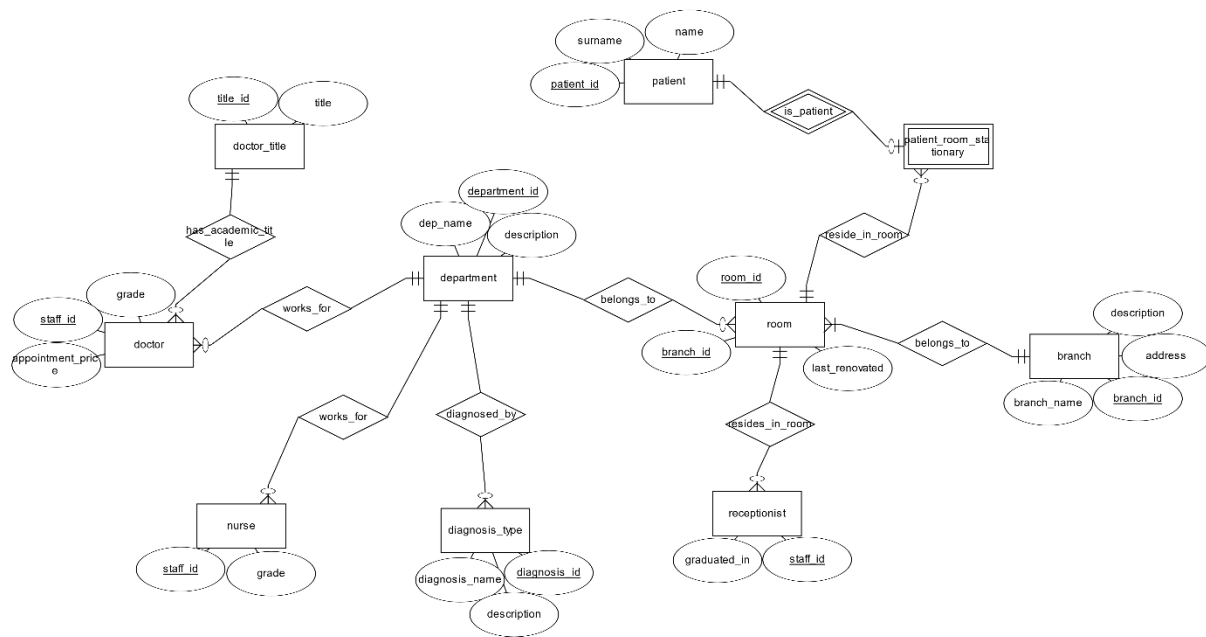 surname
name
patient_id
patient
title_id
title
is_patient
doctor_title
patient_room_sta
tionary
department_id
dep_name
description
has_academic_tit
le
reside_in_room
department
room_id
grade
works_for
belongs_to
staff_id
doctor
room
description
appointment_pric
e
branch_id
belongs_to
branch
address
last_renovated
branch_name
branch_id
works_for
diagnosed_by
resides_in_room
nurse
diagnosis_type
receptionist
staff_id
grade
diagnosis_name
diagnosis_id
graduated_in
staff_id
description